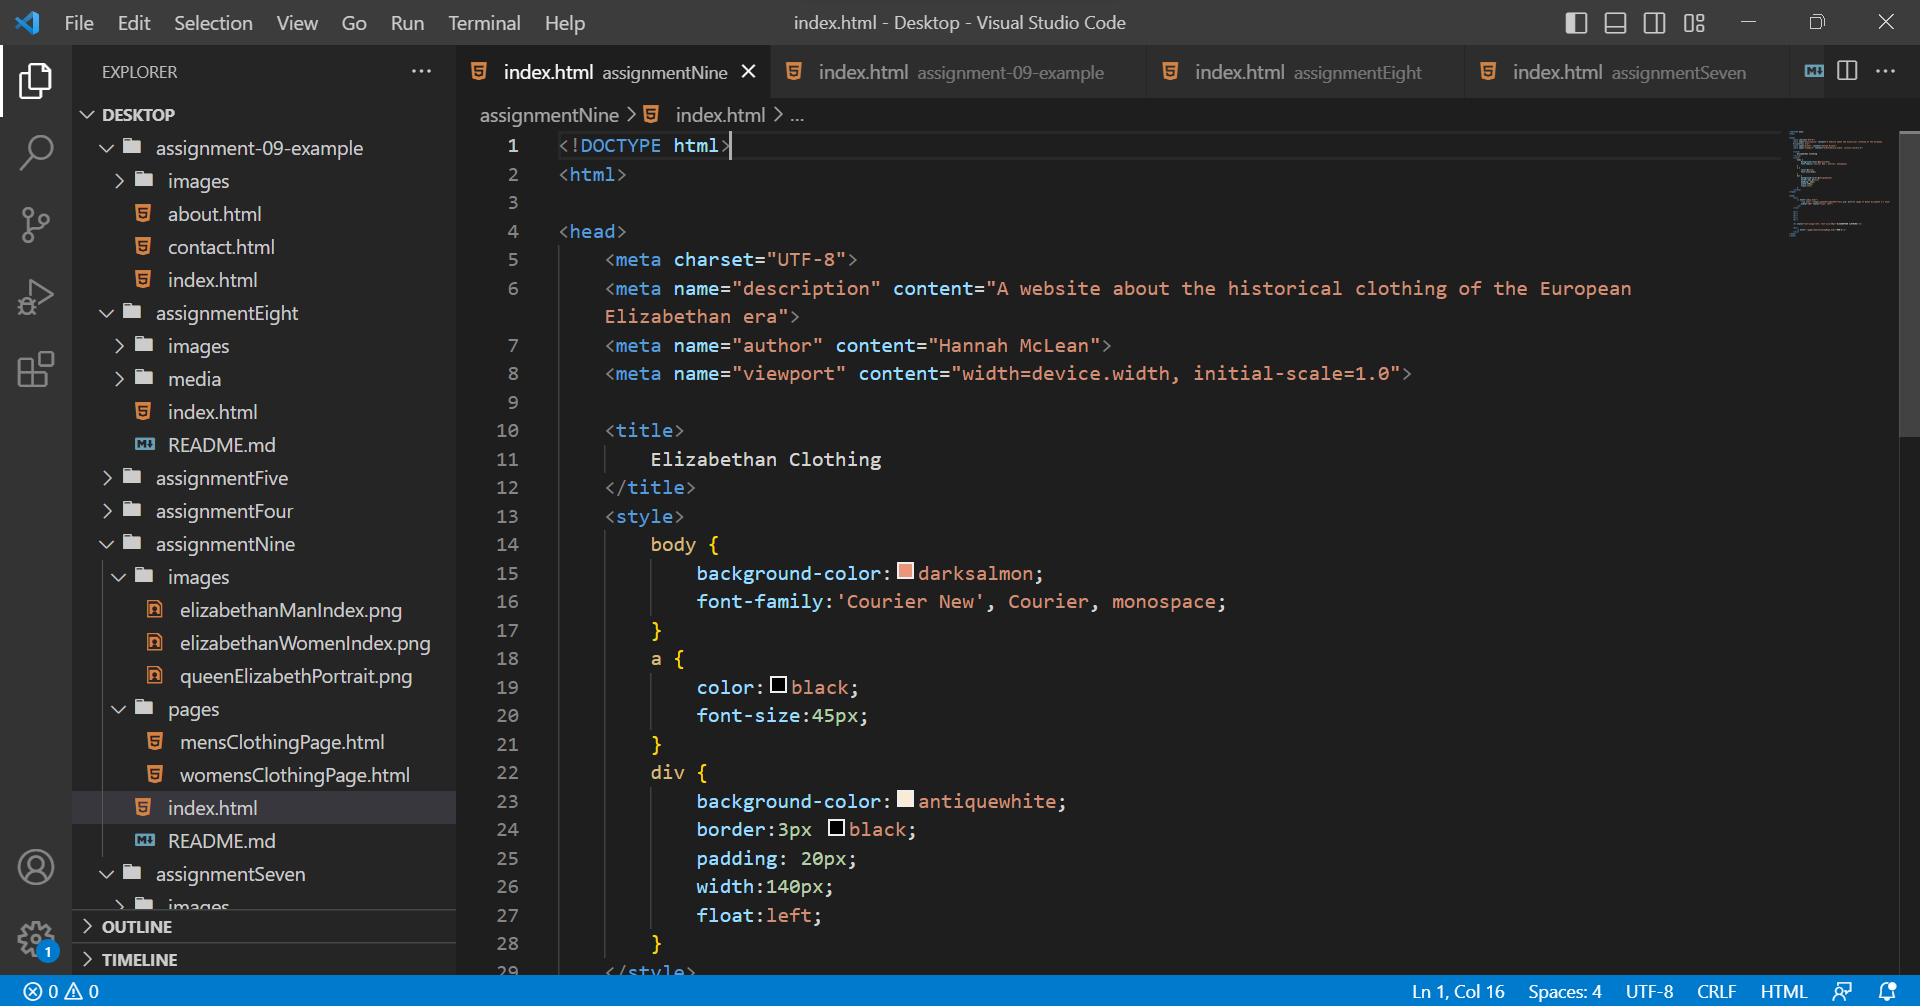 File Edit Selection View Go Run Terminal Help index.html - Desktop - Visual Studio Code
EXPLORER
DESKTOP
assignment-09-example
images
about.html
contact.html
index.html
assignmentEight
images
media
index.html
README.md
assignmentFive
assignmentFour
assignmentNine
images
elizabethanManIndex.png
elizabethanWomenIndex.png
queenElizabethPortrait.png
pages
mensClothingPage.html
womensClothingPage.html
index.html
README.md
assignmentSeven
images
OUTLINE
TIMELINE
index.html assignmentNine index.html assignment-09-example index.html assignmentEight index.html assignmentSeven
assignmentNine > index.html > ...
1 <!DOCTYPE html>
2 <html>
3
4 <head>
5 <meta charset="UTF-8">
6 <meta name="description" content="A website about the historical clothing of the European
Elizabethan era">
7 <meta name="author" content="Hannah McLean">
8 <meta name="viewport" content="width=device.width, initial-scale=1.0">
9
10 <title>
11 Elizabethan Clothing
12 </title>
13 <style>
14 body {
15 background-color: darksalmon;
16 font-family:'Courier New', Courier, monospace;
17 }
18 a {
19 color: black;
20 font-size:45px;
21 }
22 div {
23 background-color: antiquewhite;
24 border:3px black;
25 padding: 20px;
26 width:140px;
27 float:left;
28 }
29 </style>
1
0 0 Ln 1, Col 16 Spaces: 4 UTF-8 CRLF HTML